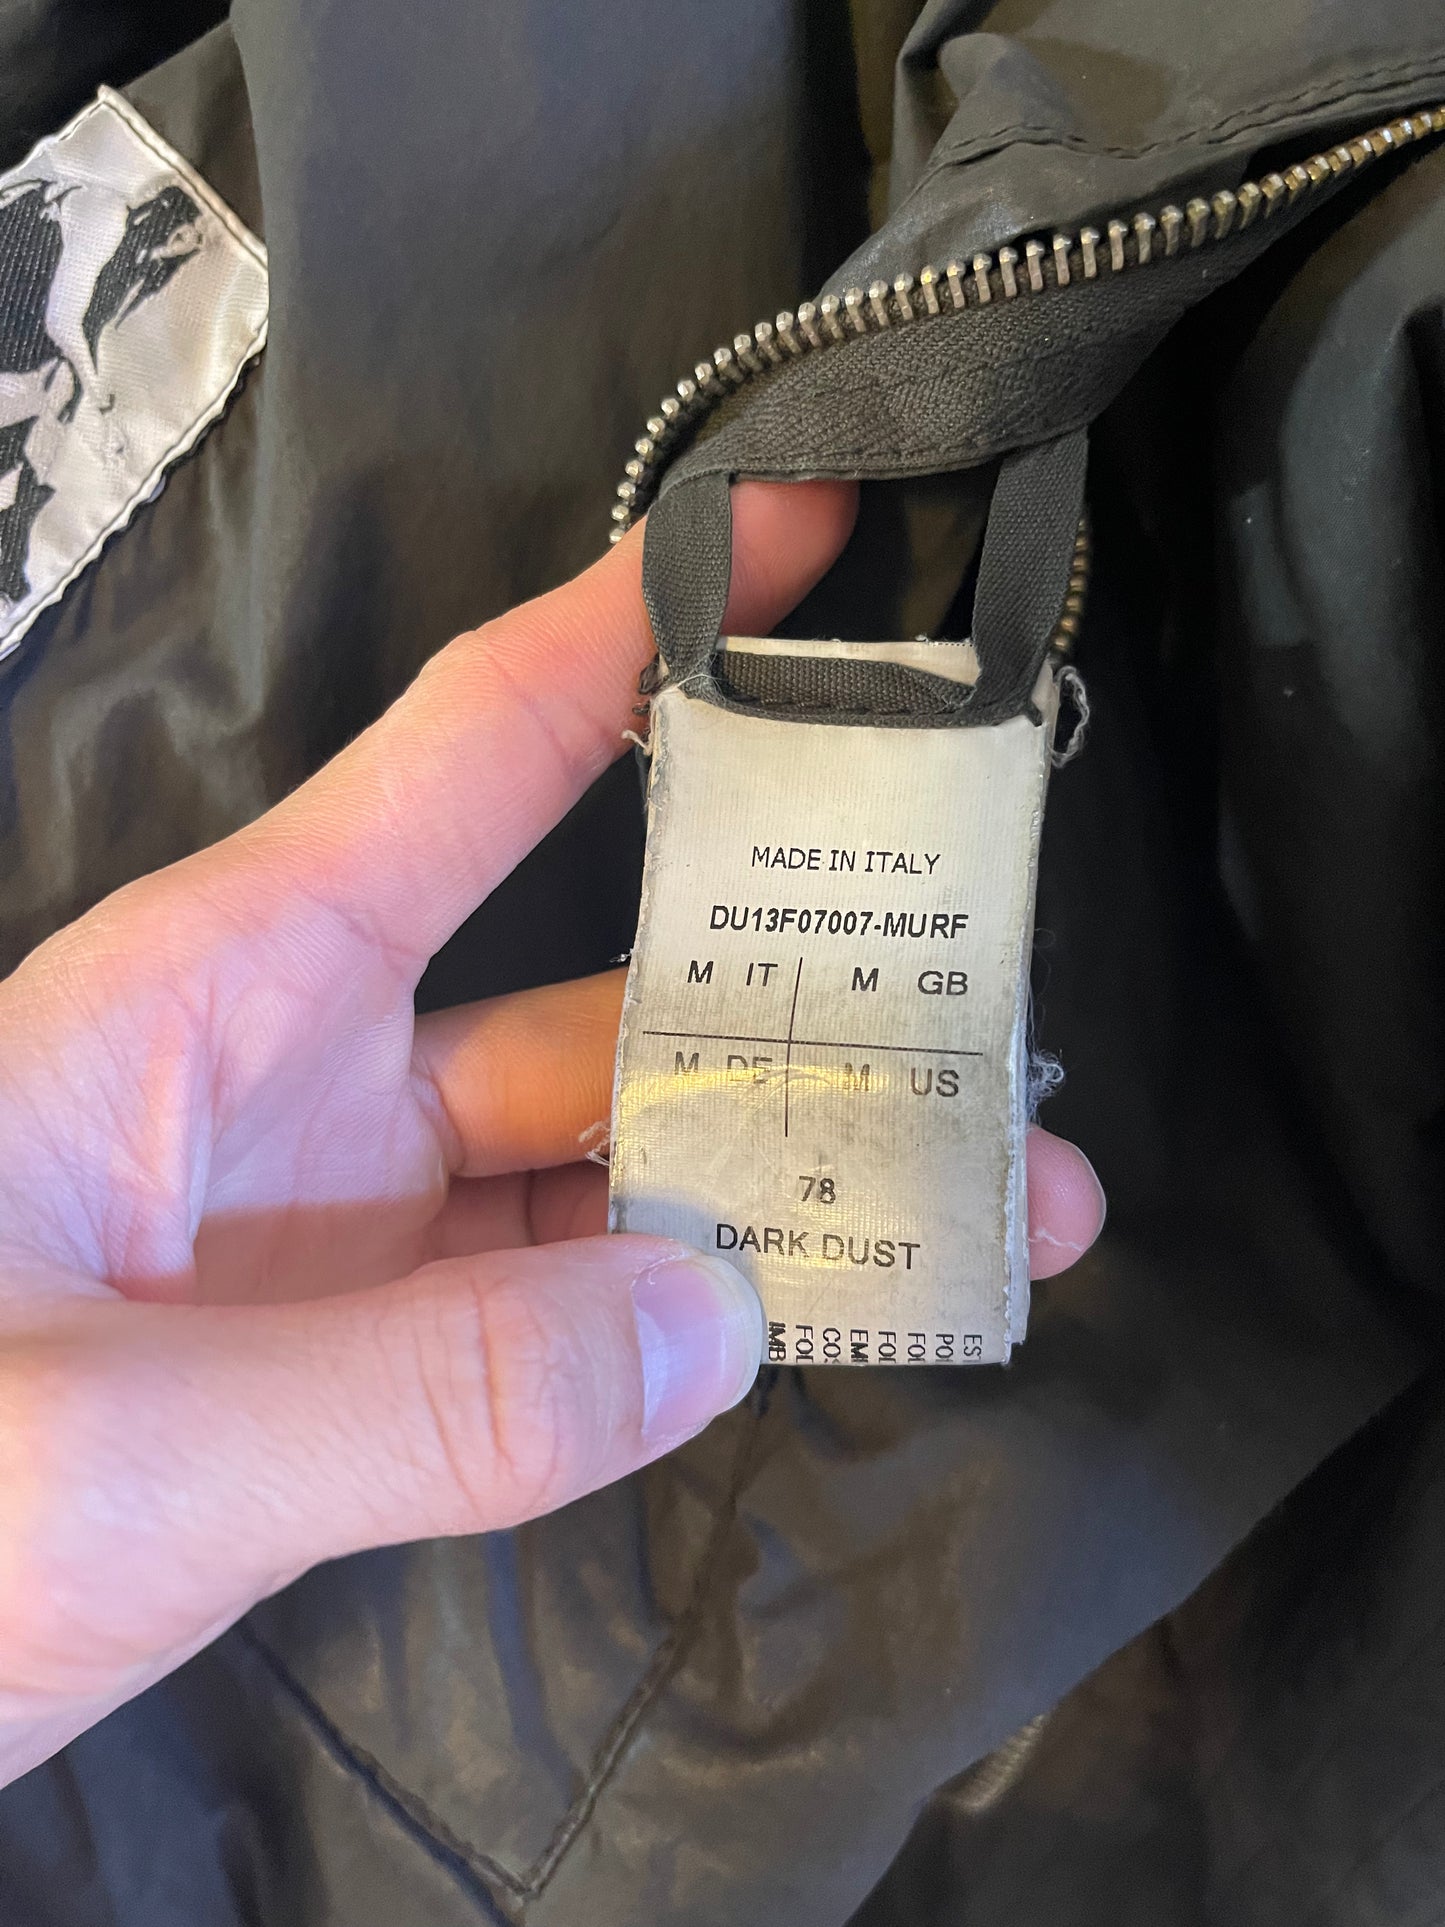 MADE IN ITALY
DU13F07007-MURF
M IT M GB
M DE M US
78
DARK DUST